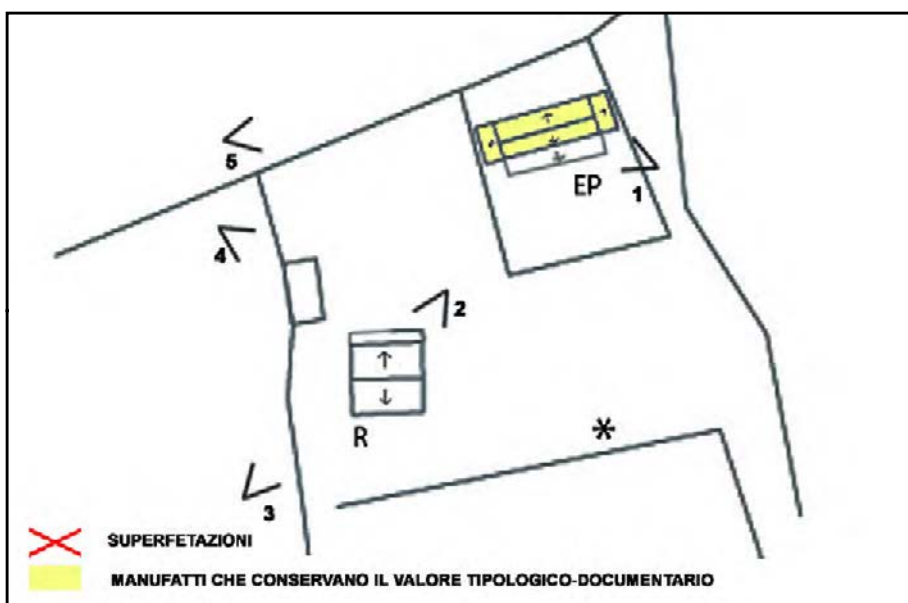 5
EP
1
4
2
R
*
3
SUPERFETAZIONI
MANUFATTI CHE CONSERVANO IL VALORE TIPOLOGICO-DOCUMENTARIO